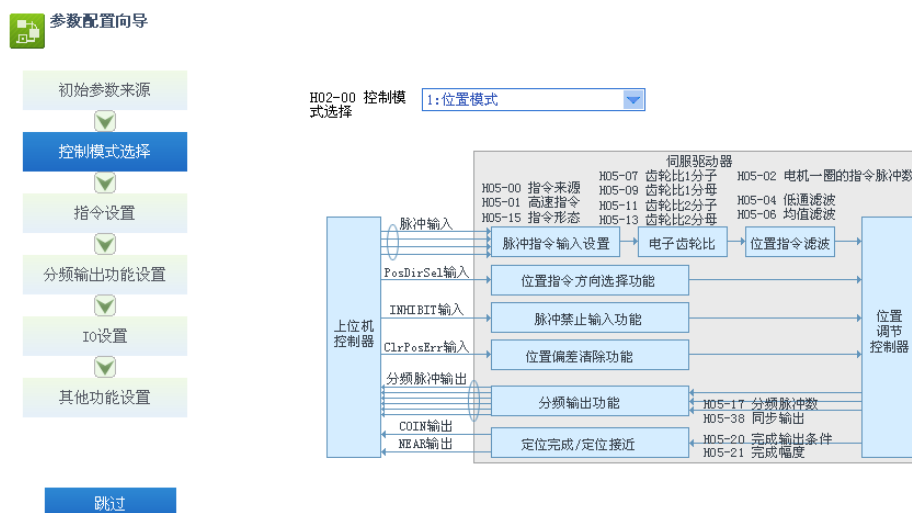 参数配置向导
初始参数来源
控制模式选择
指令设置
分频输出功能设置
IO设置
其他功能设置
跳过
H02-00 控制模
式选择
1:位置模式
伺服驱动器
H05-00 指令来源
H05-01 高速指令
H05-15 指令形态
H05-07 齿轮比1分子
H05-09 齿轮比1分母
H05-11 齿轮比2分子
H05-13 齿轮比2分母
H05-02 电机一圈的指令脉冲数
H05-04 低通滤波
H05-06 均值滤波
脉冲输入
脉冲指令输入设置
电子齿轮比
位置指令滤波
PosDirSel输入
位置指令方向选择功能
INHIBIT输入
脉冲禁止输入功能
上位机
控制器
位置
调节
控制器
ClrPosErr输入
位置偏差清除功能
分频脉冲输出
分频输出功能
H05-17 分频脉冲数
H05-38 同步输出
COIN输出
NEAR输出
定位完成/定位接近
H05-20 完成输出条件
H05-21 完成幅度